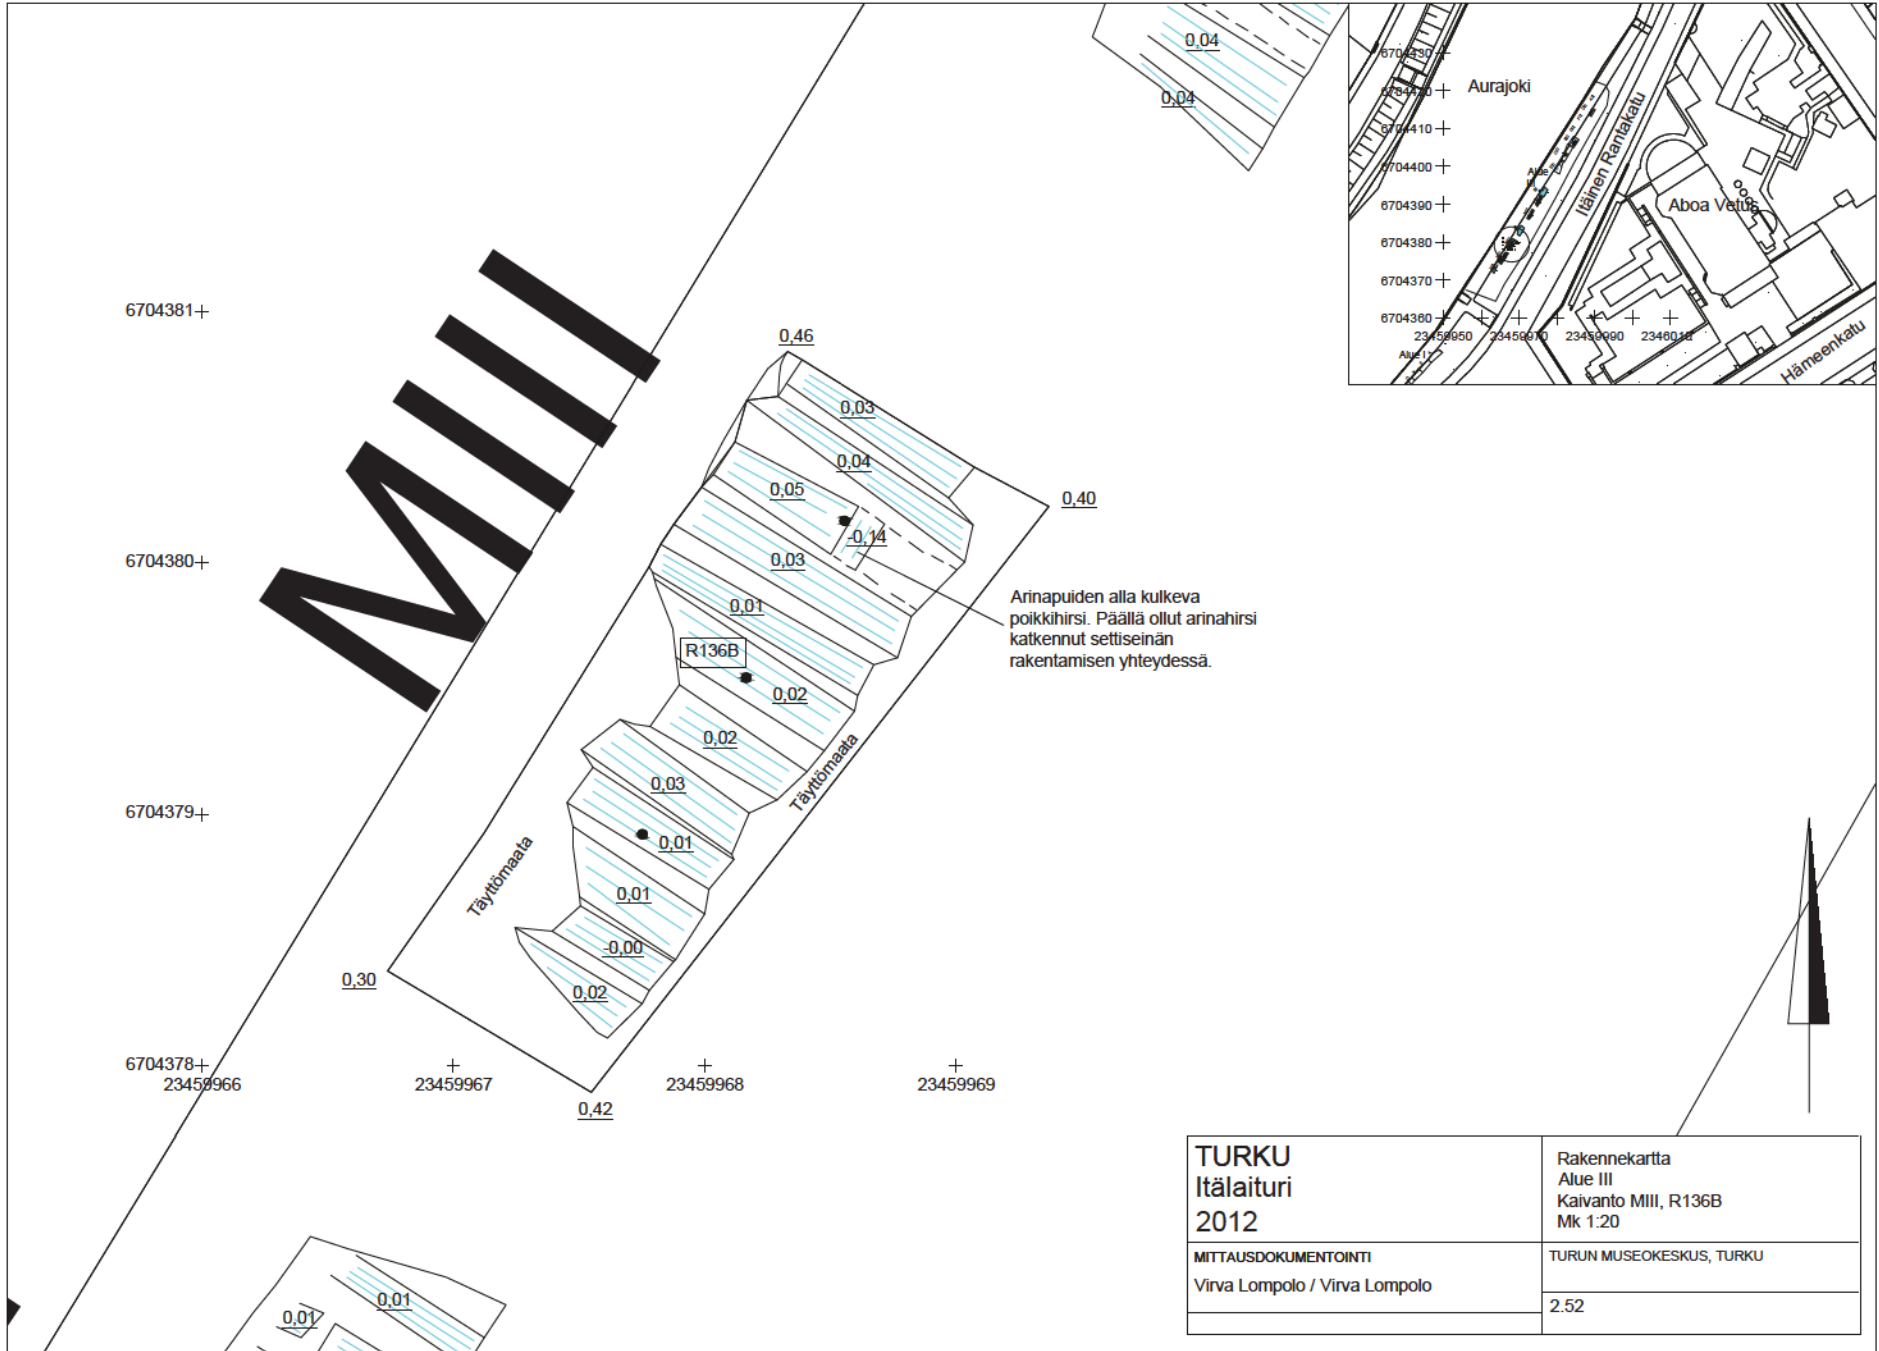 0,04
0,04
6704430
6704420
6704410
6704400
6704390
6704380
6704370
6704360
23459950
23459970
23459990
2346010
Aurajoki
Itäinen Rantakatu
Aboa Vetus
Hämeenkatu
Alue I
Alue
MIII
6704381
6704380
6704379
6704378
23459966
23459967
23459968
23459969
0,46
0,03
0,04
0,05
-0,14
0,40
0,03
0,01
R136B
0,02
0,02
0,03
0,01
0,01
-0,00
0,02
0,30
0,42
Täyttömaata
Täyttömaata
Arinapuiden alla kulkeva
poikkihirsi. Päällä ollut arinahirsi
katkennut settiseinän
rakentamisen yhteydessä.
0,01
0,01
TURKU
Itälaituri
2012
Rakennekartta
Alue III
Kaivanto MIII, R136B
Mk 1:20
MITTAUSDOKUMENTOINTI
Virva Lompolo / Virva Lompolo
TURUN MUSEOKESKUS, TURKU
2.52